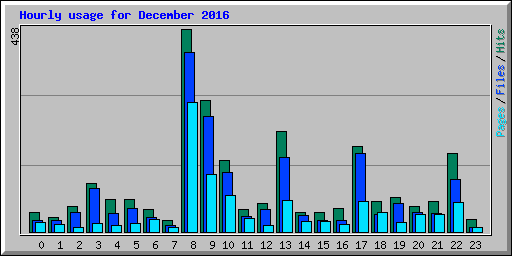 Hourly usage for December 2016
438
Pages / Files / Hits
0 1 2 3 4 5 6 7 8 9 10 11 12 13 14 15 16 17 18 19 20 21 22 23